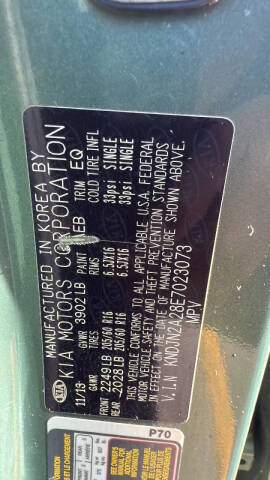 MANUFACTURED IN KOREA BY
KIA MOTORS CORPORATION
11/13 GVWR 3902LB PAINT EB TRIM EQ
GAWR RIMS COLD TIRE INFL
FRONT 2249LB 205/60 R16 6.5JX16 33psi SINGLE
REAR 2028LB 205/60 R16 6.5JX16 33psi SINGLE
THIS VEHICLE CONFORMS TO ALL APPLICABLE U.S.A. FEDERAL
MOTOR VEHICLE SAFETY AND THEFT PREVENTION STANDARDS
IN EFFECT ON THE DATE OF MANUFACTURE SHOWN ABOVE.
V.I.N KNDJN2A28E7023073
MPV
KIA
P70